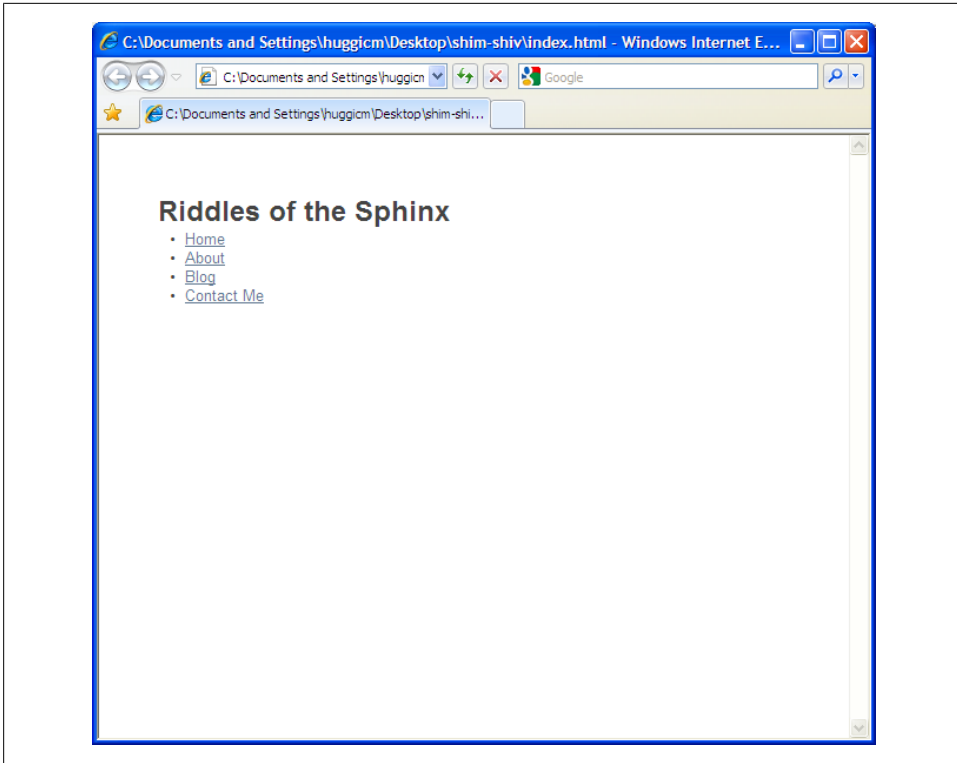 C:\Documents and Settings\huggicm\Desktop\shim-shiv\index.html - Windows Internet E...
C:\Documents and Settings\huggicm
Google
C:\Documents and Settings\huggicm\Desktop\shim-shi...
Riddles of the Sphinx
• Home
• About
• Blog
• Contact Me